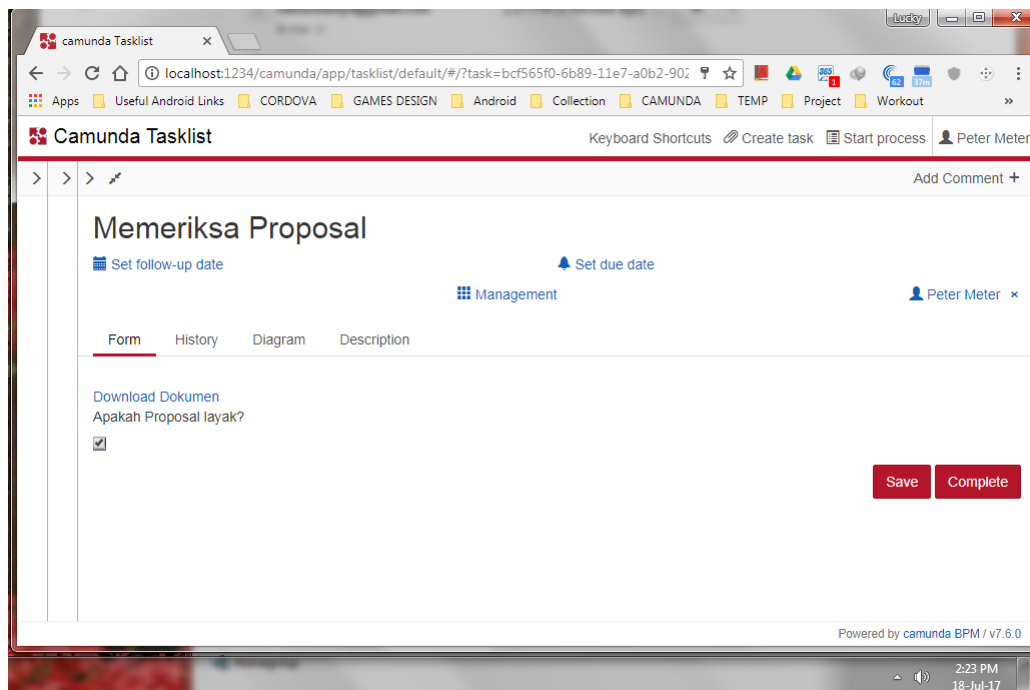 Lucky
camunda Tasklist
localhost:1234/camunda/app/tasklist/default/#/?task=bcf565f0-6b89-11e7-a0b2-902
365
1
62
37m
Apps Useful Android Links CORDOVA GAMES DESIGN Android Collection CAMUNDA TEMP Project Workout »
Camunda Tasklist Keyboard Shortcuts Create task Start process Peter Meter
Add Comment +
Memeriksa Proposal
Set follow-up date Set due date
Management Peter Meter ×
Form History Diagram Description
Download Dokumen
Apakah Proposal layak?
Save Complete
Powered by camunda BPM / v7.6.0
2:23 PM
18-Jul-17